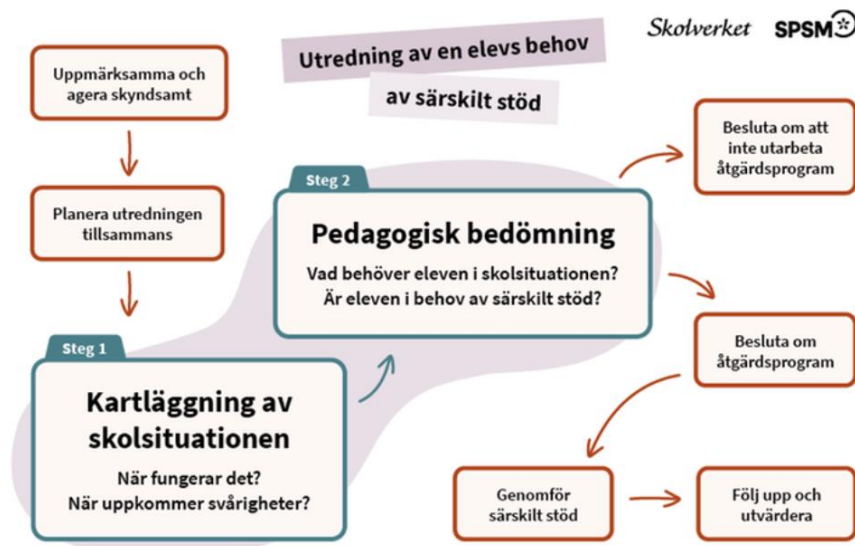 Utredning av en elevs behov
av särskilt stöd
Skolverket SPSM
Uppmärksamma och
agera skyndsamt
Planera utredningen
tillsammans
Steg 1
Kartläggning av
skolsituationen
När fungerar det?
När uppkommer svårigheter?
Steg 2
Pedagogisk bedömning
Vad behöver eleven i skolsituationen?
Är eleven i behov av särskilt stöd?
Besluta om att
inte utarbeta
åtgärdsprogram
Besluta om
åtgärdsprogram
Genomför
särskilt stöd
Följ upp och
utvärdera